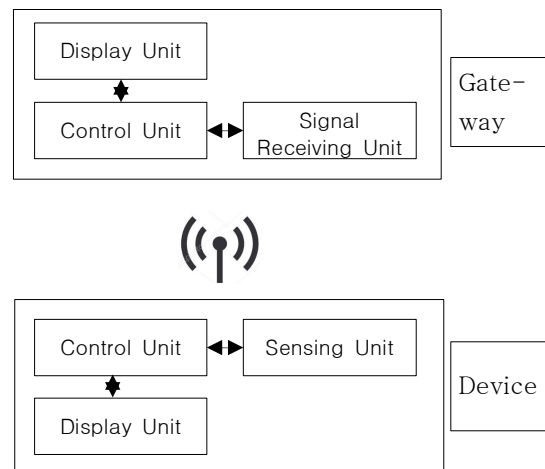 Display Unit
Control Unit
Signal
Receiving Unit
Gate-
way
Control Unit
Sensing Unit
Display Unit
Device